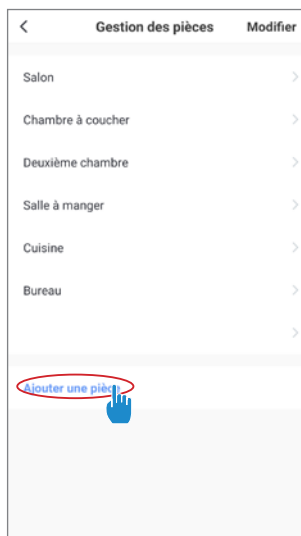 Gestion des pièces Modifier
Salon
Chambre à coucher
Deuxième chambre
Salle à manger
Cuisine
Bureau
Ajouter une pièce